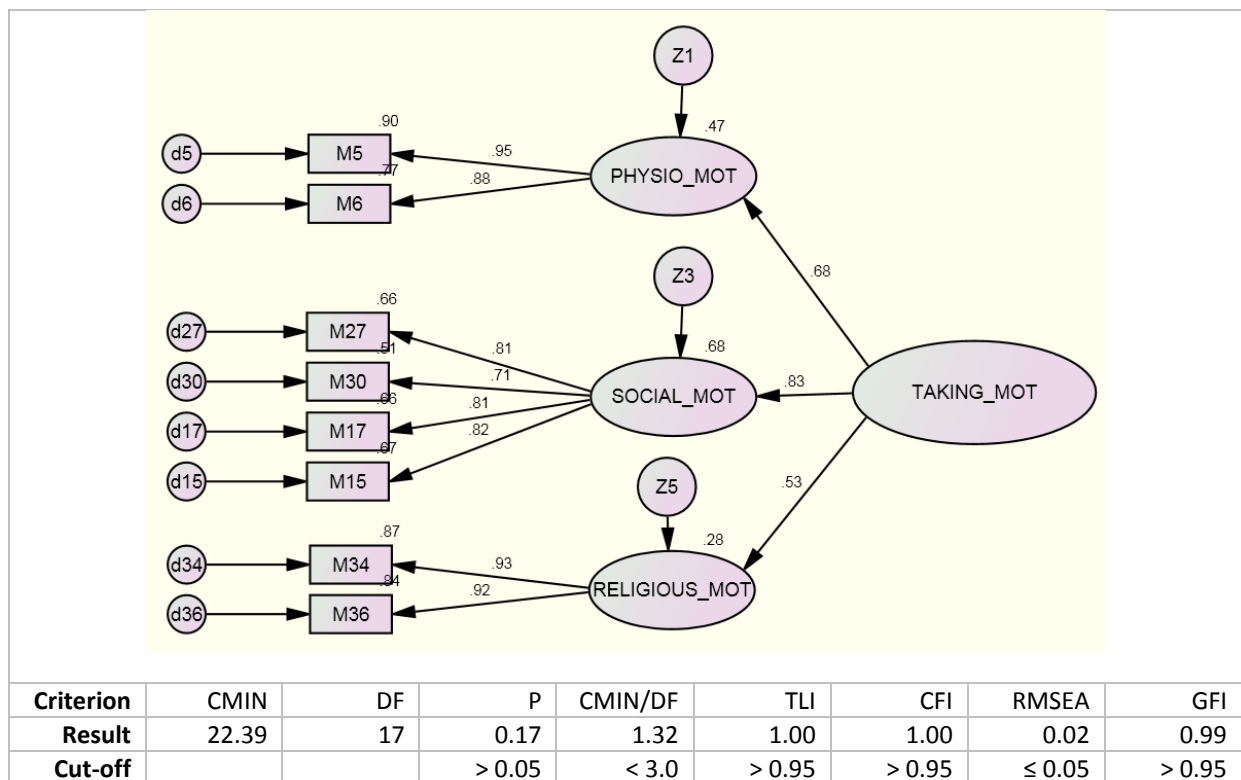 Z1
.47
.90
d5
M5
.95
PHYSIO_MOT
.77
d6
M6
.88
.68
Z3
.68
.66
d27
M27
.81
.51
d30
M30
.71
SOCIAL_MOT
.83
TAKING_MOT
.66
d17
M17
.81
.67
d15
M15
.82
.53
Z5
.28
.87
d34
M34
.93
RELIGIOUS_MOT
.84
d36
M36
.92
Criterion CMIN DF P CMIN/DF TLI CFI RMSEA GFI
Result 22.39 17 0.17 1.32 1.00 1.00 0.02 0.99
Cut-off > 0.05 < 3.0 > 0.95 > 0.95 ≤ 0.05 > 0.95